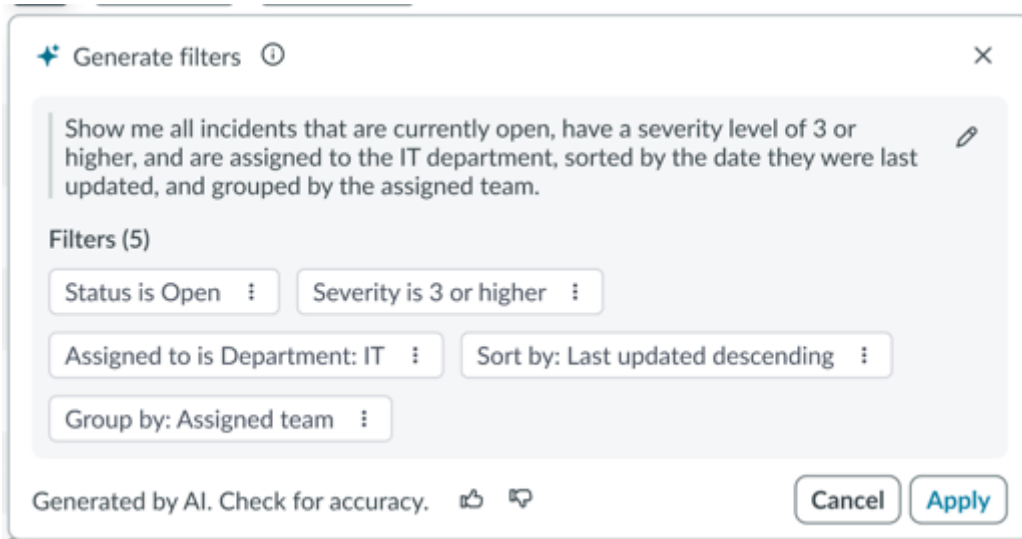 Generate filters
Show me all incidents that are currently open, have a severity level of 3 or
higher, and are assigned to the IT department, sorted by the date they were last
updated, and grouped by the assigned team.
Filters (5)
Status is Open Severity is 3 or higher
Assigned to is Department: IT Sort by: Last updated descending
Group by: Assigned team
Generated by AI. Check for accuracy. Cancel Apply